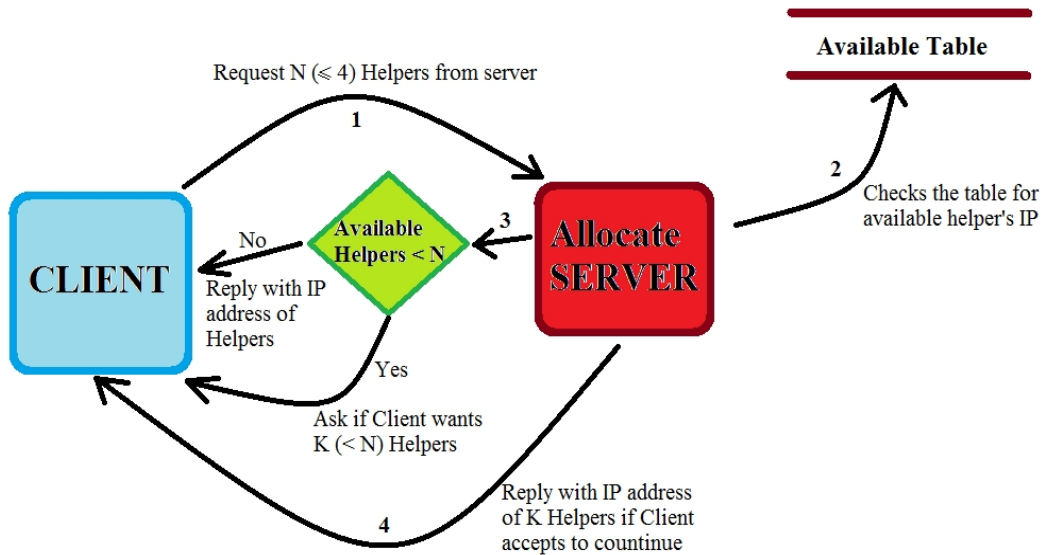 Available Table
Request N (⩽ 4) Helpers from server
1
2
Checks the table for
available helper's IP
3
Available
Helpers < N
Allocate
SERVER
No
CLIENT
Reply with IP
address of
Helpers
Yes
Ask if Client wants
K (< N) Helpers
Reply with IP address
of K Helpers if Client
accepts to countinue
4